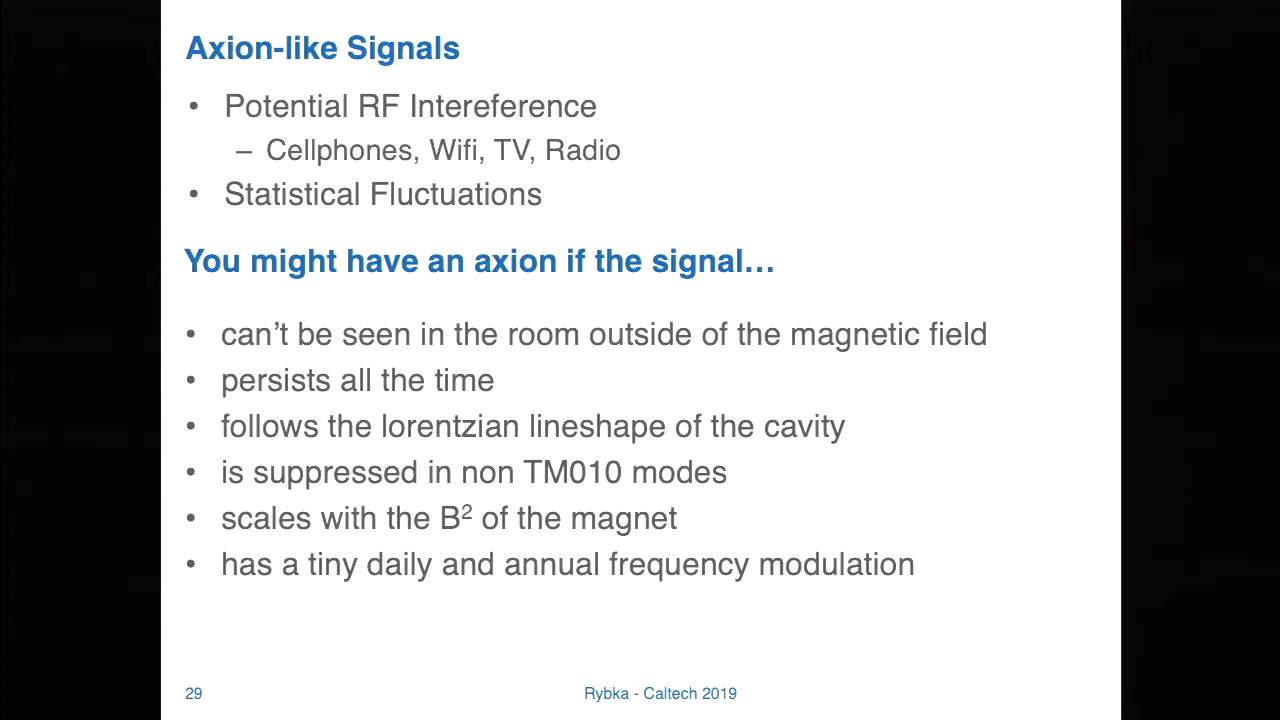 Axion-like Signals
• Potential RF Intereference
– Cellphones, Wifi, TV, Radio
• Statistical Fluctuations
You might have an axion if the signal…
• can’t be seen in the room outside of the magnetic field
• persists all the time
• follows the lorentzian lineshape of the cavity
• is suppressed in non TM010 modes
• scales with the B² of the magnet
• has a tiny daily and annual frequency modulation
29
Rybka - Caltech 2019